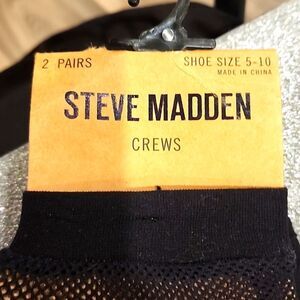 2 PAIRS SHOE SIZE 5-10
MADE IN CHINA
STEVE MADDEN
CREWS